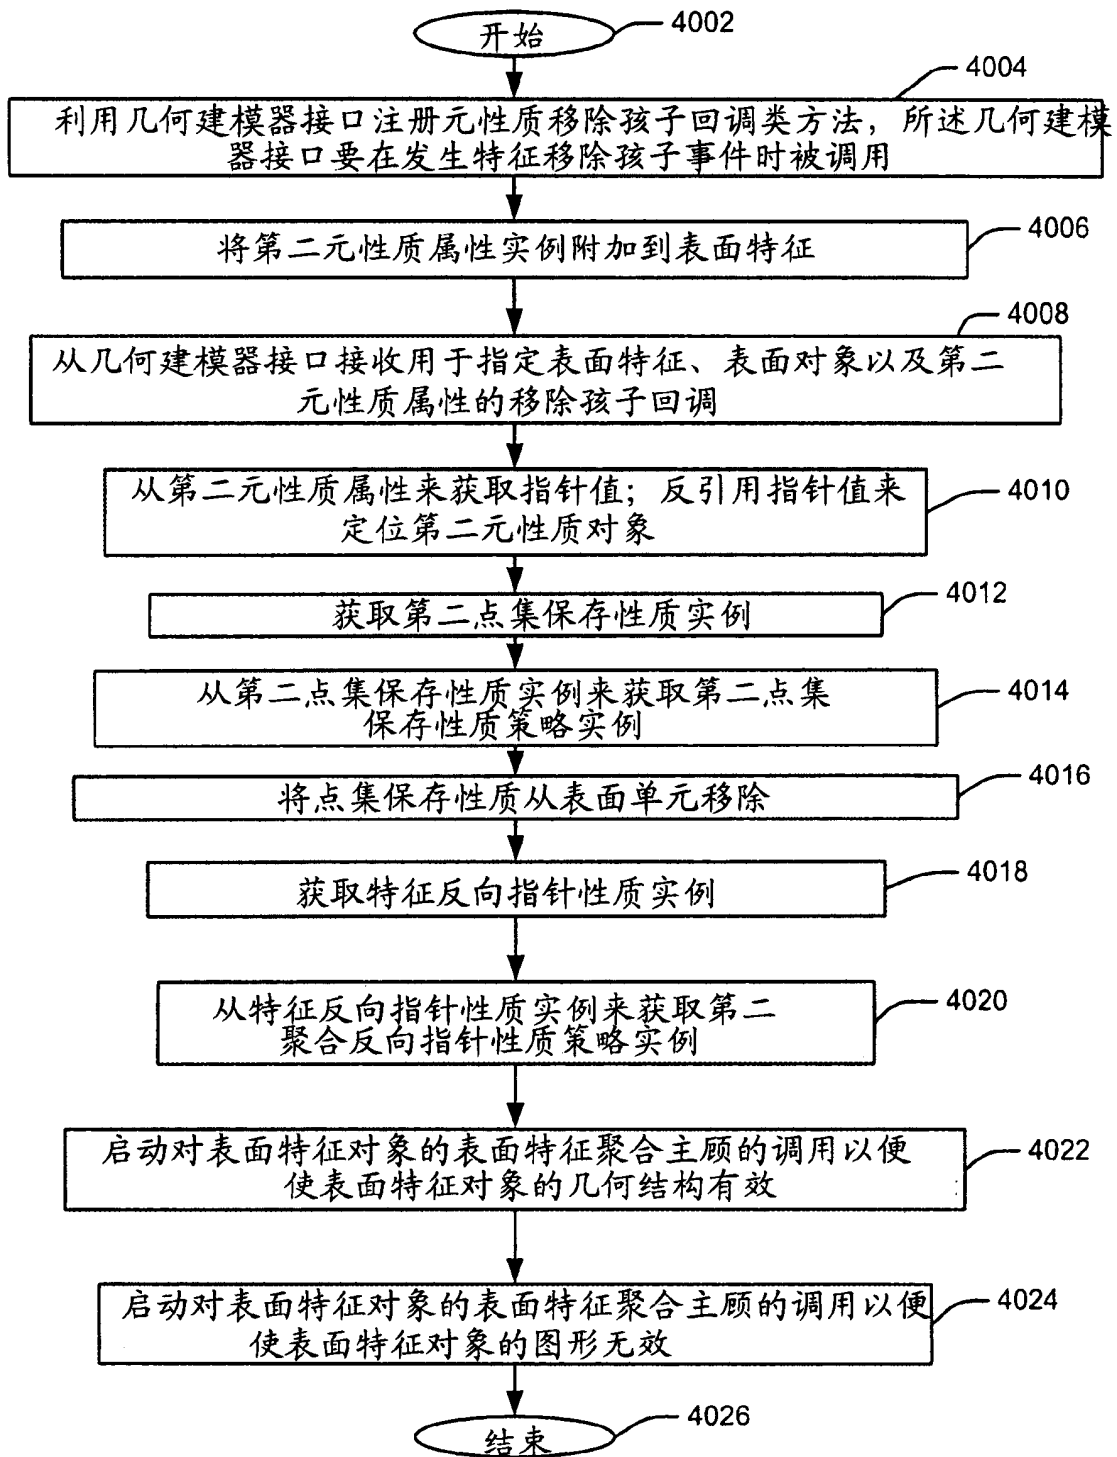 开始
4002
4004
利用几何建模器接口注册元性质移除孩子回调类方法，所述几何建模
器接口要在发生特征移除孩子事件时被调用
4006
将第二元性质属性实例附加到表面特征
4008
从几何建模器接口接收用于指定表面特征、表面对象以及第二
元性质属性的移除孩子回调
从第二元性质属性来获取指针值；反引用指针值来
定位第二元性质对象
4010
4012
获取第二点集保存性质实例
从第二点集保存性质实例来获取第二点集
保存性质策略实例
4014
4016
将点集保存性质从表面单元移除
4018
获取特征反向指针性质实例
从特征反向指针性质实例来获取第二
聚合反向指针性质策略实例
4020
启动对表面特征对象的表面特征聚合主顾的调用以便
使表面特征对象的几何结构有效
4022
启动对表面特征对象的表面特征聚合主顾的调用以便
使表面特征对象的图形无效
4024
4026
结束